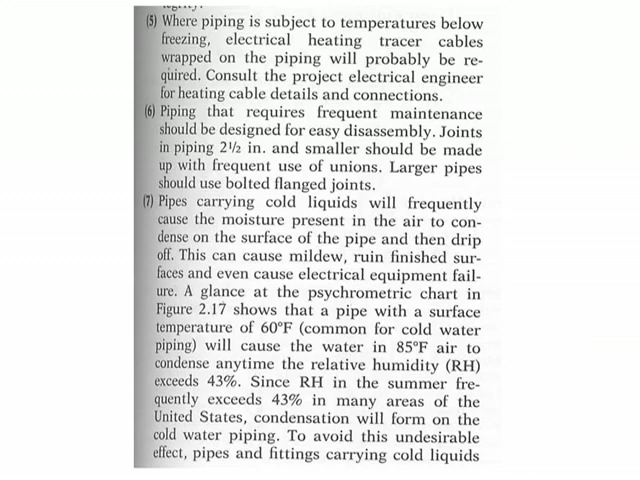 (5) Where piping is subject to temperatures below
freezing, electrical heating tracer cables
wrapped on the piping will probably be re-
quired. Consult the project electrical engineer
for heating cable details and connections.
(6) Piping that requires frequent maintenance
should be designed for easy disassembly. Joints
in piping 2½ in. and smaller should be made
up with frequent use of unions. Larger pipes
should use bolted flanged joints.
(7) Pipes carrying cold liquids will frequently
cause the moisture present in the air to con-
dense on the surface of the pipe and then drip
off. This can cause mildew, ruin finished sur-
faces and even cause electrical equipment fail-
ure. A glance at the psychrometric chart in
Figure 2.17 shows that a pipe with a surface
temperature of 60°F (common for cold water
piping) will cause the water in 85°F air to
condense anytime the relative humidity (RH)
exceeds 43%. Since RH in the summer fre-
quently exceeds 43% in many areas of the
United States, condensation will form on the
cold water piping. To avoid this undesirable
effect, pipes and fittings carrying cold liquids